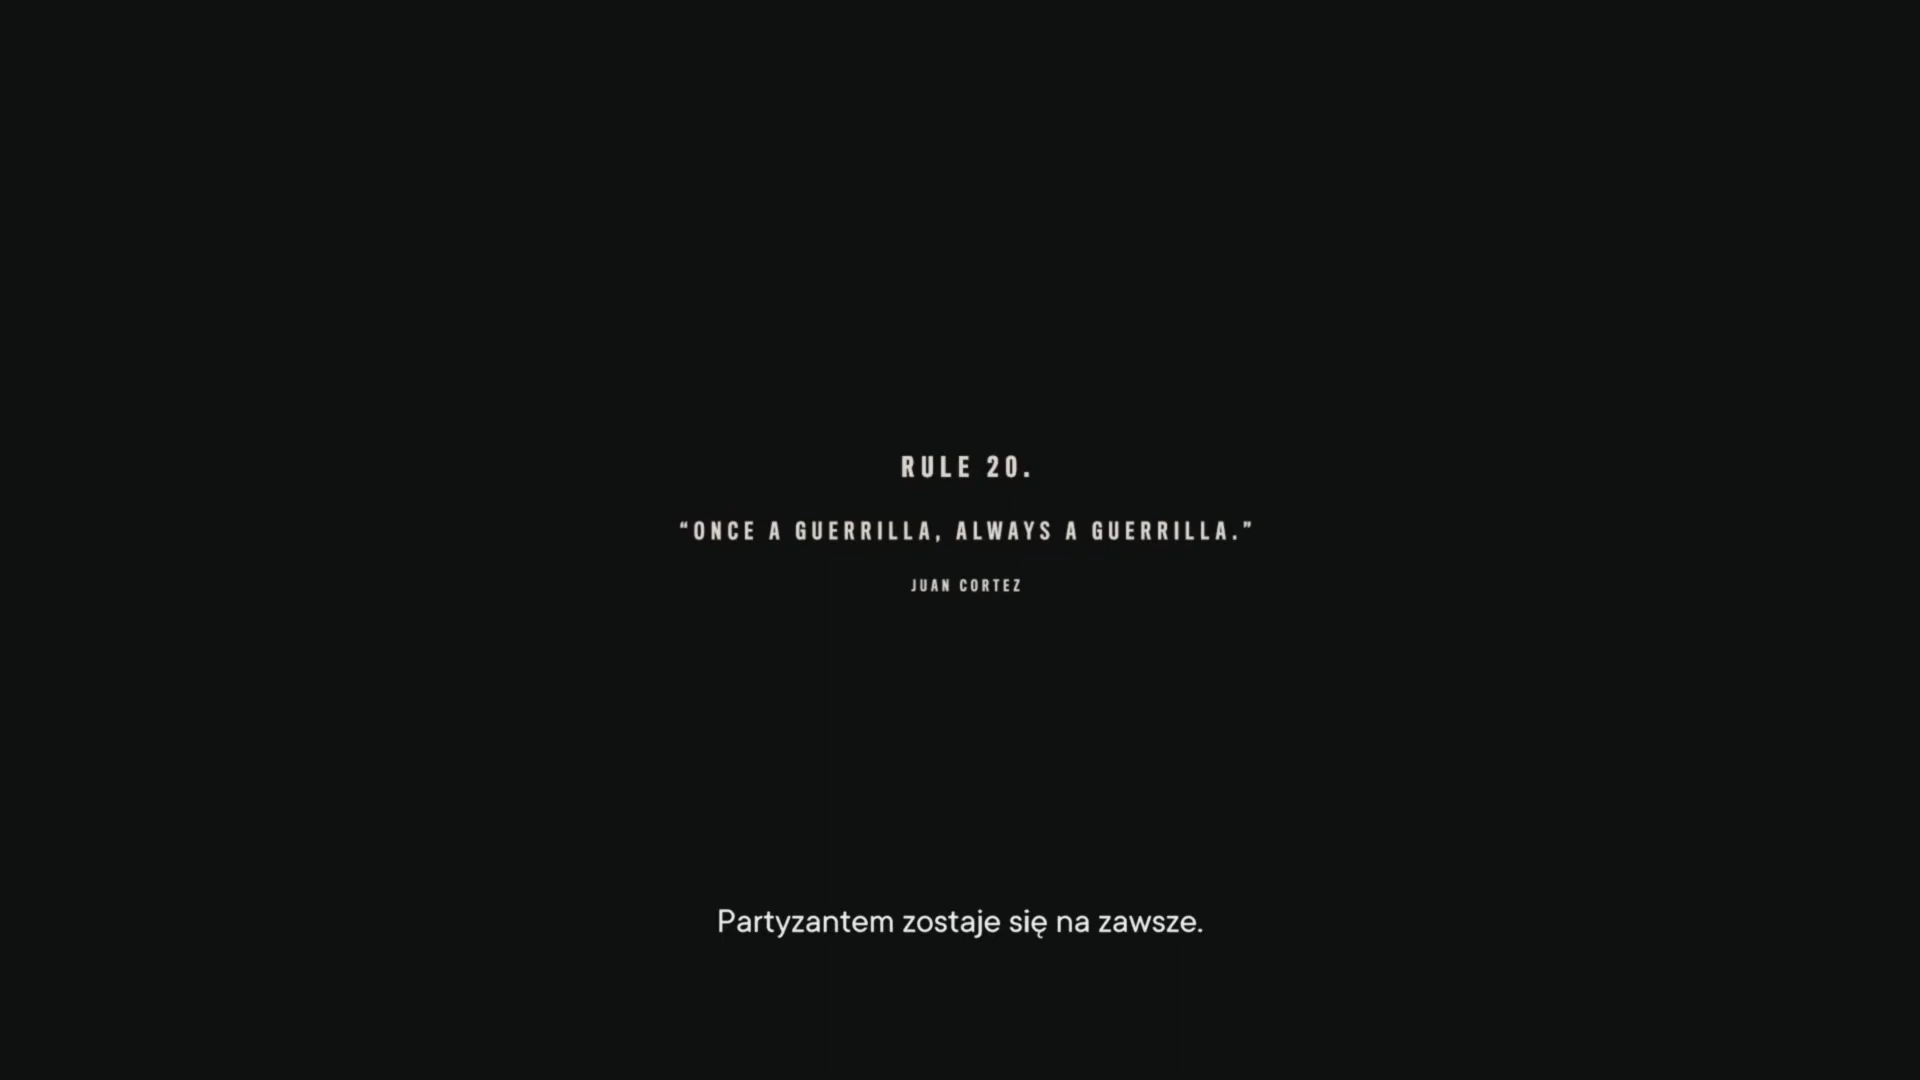 RULE 20.
“ONCE A GUERRILLA, ALWAYS A GUERRILLA.”
JUAN CORTEZ
Partyzantem zostaje się na zawsze.